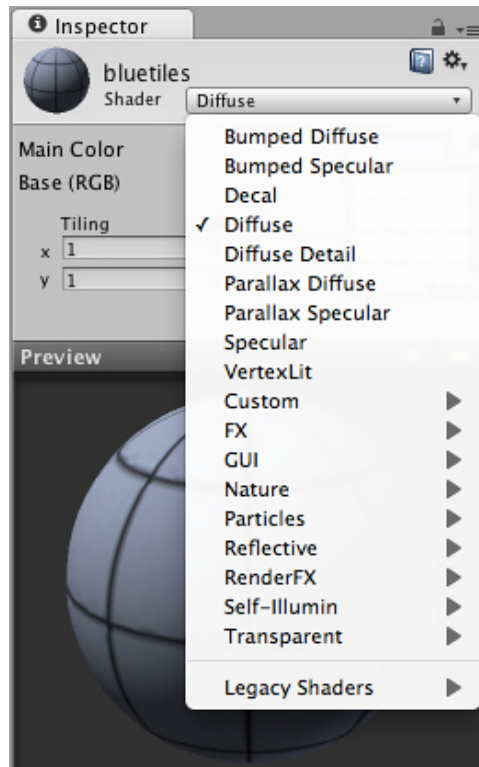 Inspector
bluetiles
Shader Diffuse
Main Color
Base (RGB)
Tiling
x 1
y 1
Preview
Bumped Diffuse
Bumped Specular
Decal
✓ Diffuse
Diffuse Detail
Parallax Diffuse
Parallax Specular
Specular
VertexLit
Custom
FX
GUI
Nature
Particles
Reflective
RenderFX
Self-Illumin
Transparent
Legacy Shaders